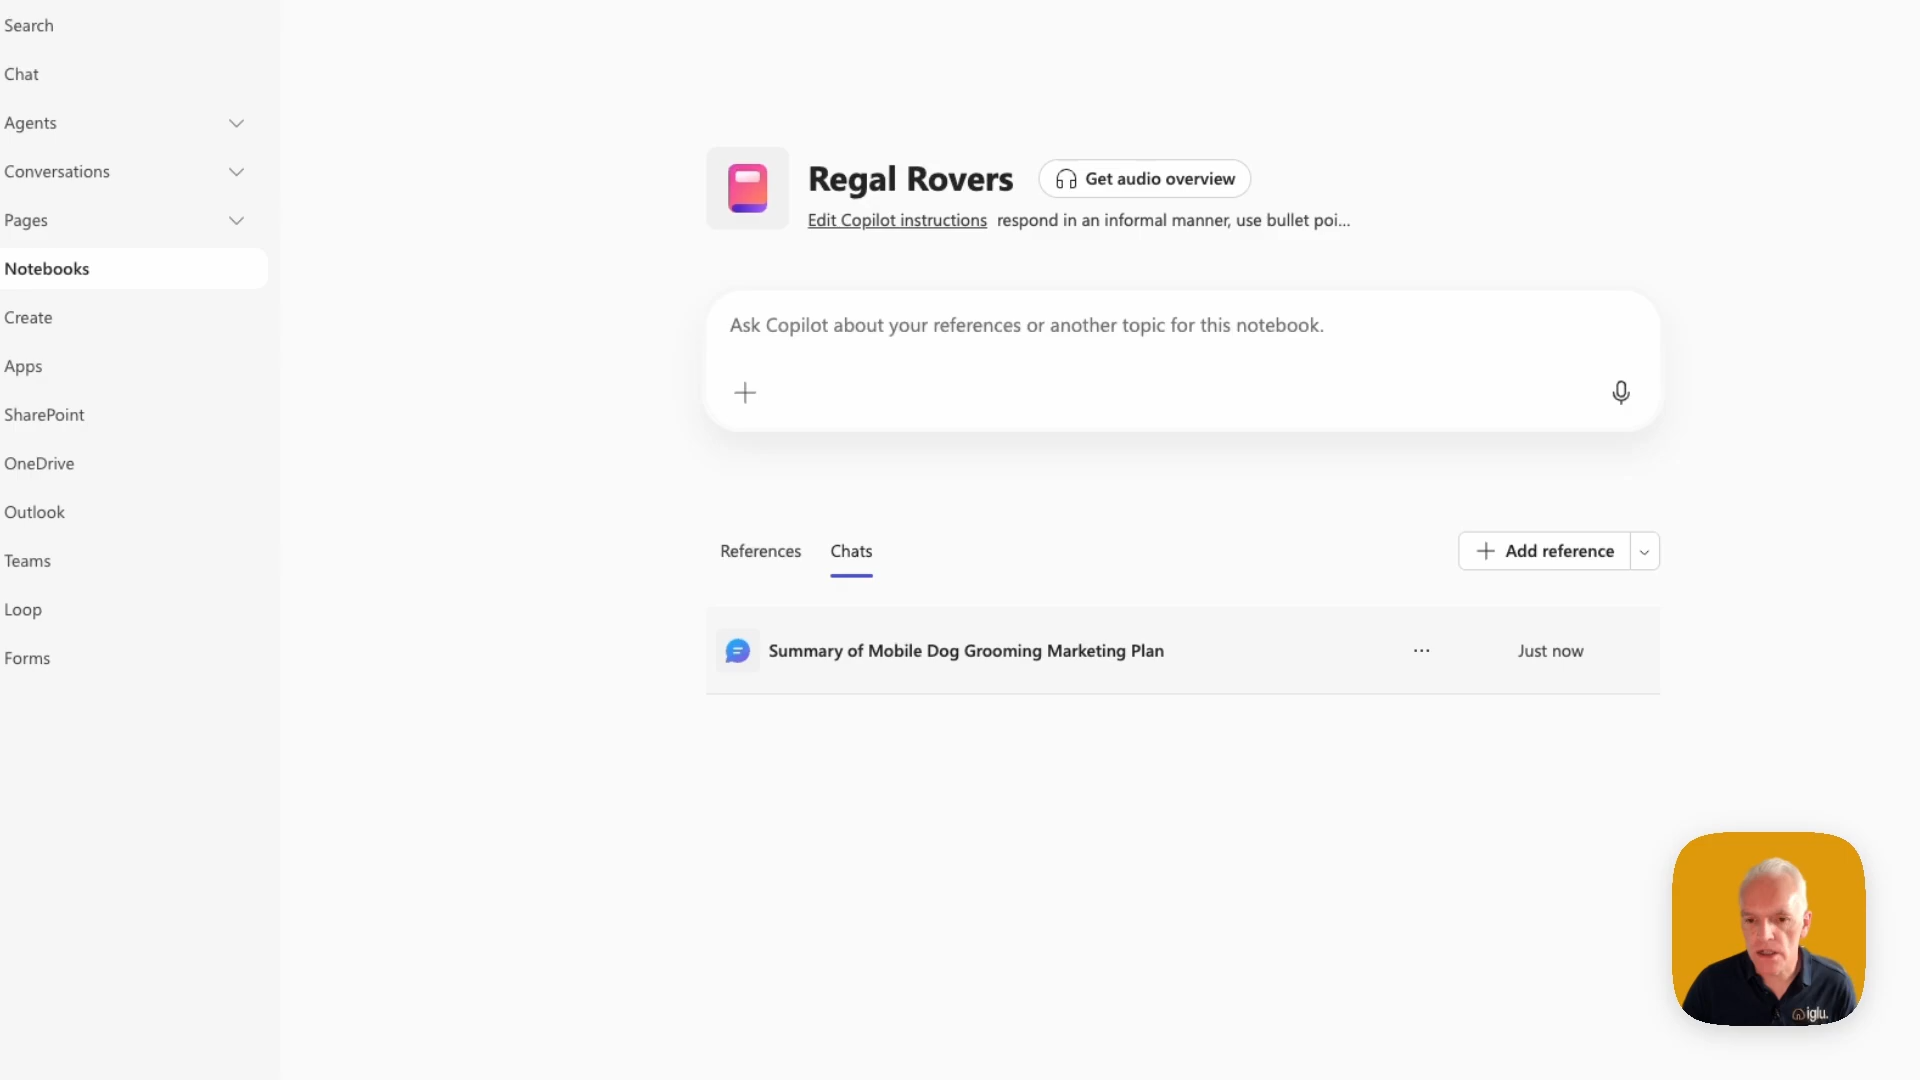 Search
Chat
Agents
Conversations
Pages
Notebooks
Create
Apps
SharePoint
OneDrive
Outlook
Teams
Loop
Forms
Regal Rovers
Get audio overview
Edit Copilot instructions respond in an informal manner, use bullet poi...
Ask Copilot about your references or another topic for this notebook.
References Chats
Add reference
Summary of Mobile Dog Grooming Marketing Plan
Just now
iglu.